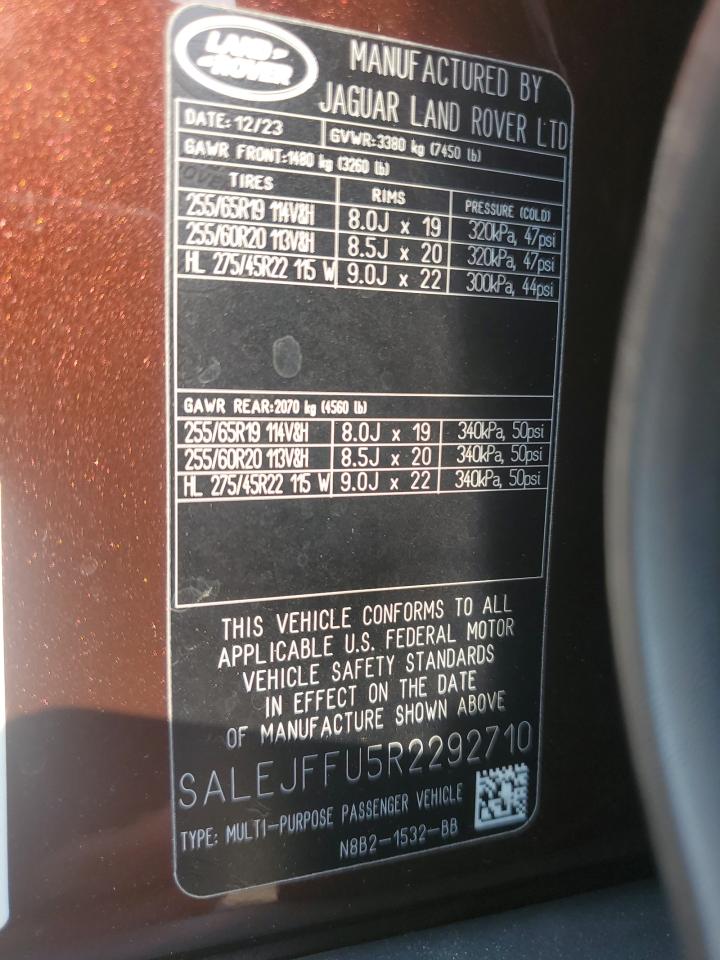 LAND
ROVER
MANUFACTURED BY
JAGUAR LAND ROVER LTD
DATE: 12/23 GVWR:3380 kg (7450 lb)
GAWR FRONT:1480 kg (3260 lb)
TIRES RIMS PRESSURE (COLD)
255/65R19 114V&H 8.0J x 19 320kPa, 47psi
255/60R20 113V&H 8.5J x 20 320kPa, 47psi
HL 275/45R22 115 W 9.0J x 22 300kPa, 44psi
GAWR REAR:2070 kg (4560 lb)
255/65R19 114V&H 8.0J x 19 340kPa, 50psi
255/60R20 113V&H 8.5J x 20 340kPa, 50psi
HL 275/45R22 115 W 9.0J x 22 340kPa, 50psi
THIS VEHICLE CONFORMS TO ALL
APPLICABLE U.S. FEDERAL MOTOR
VEHICLE SAFETY STANDARDS
IN EFFECT ON THE DATE
OF MANUFACTURE SHOWN ABOVE
SALEJFFU5R2292710
TYPE: MULTI-PURPOSE PASSENGER VEHICLE
N8B2-1532-BB